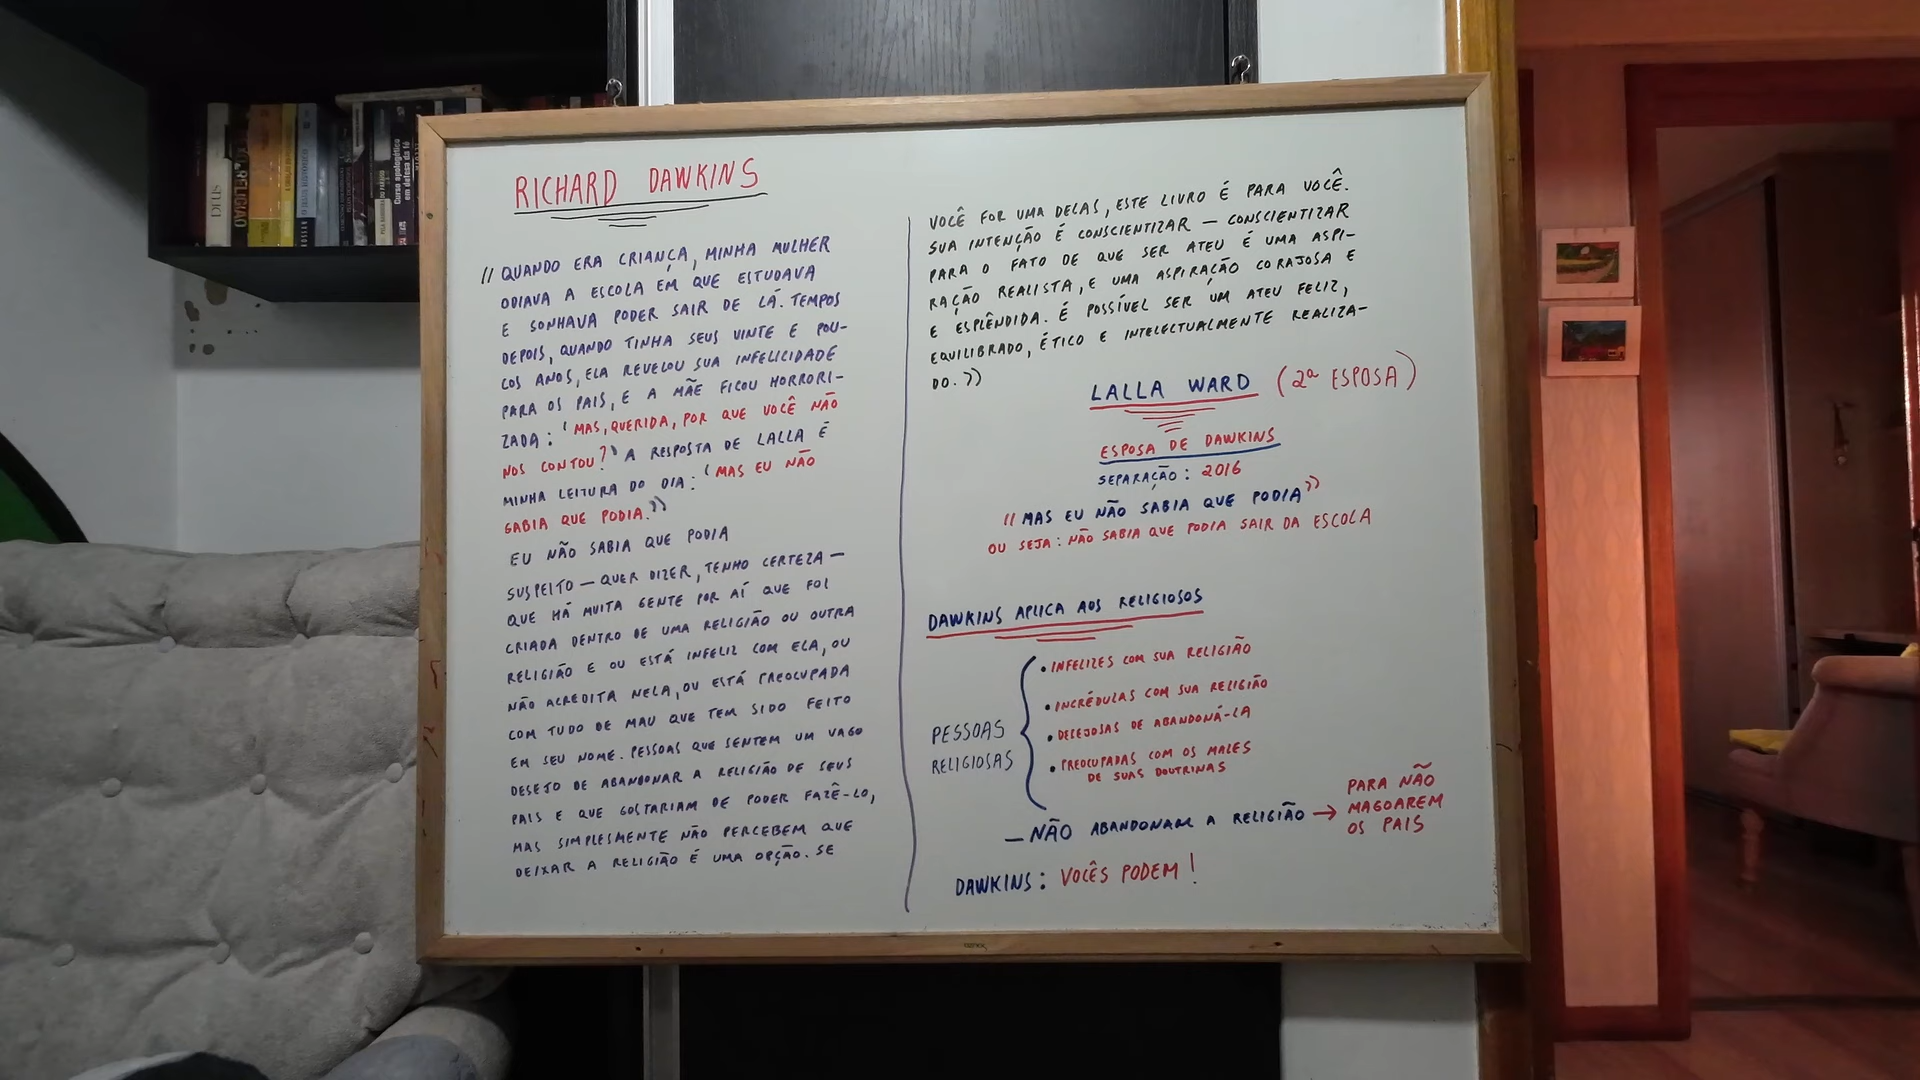 RICHARD DAWKINS
"QUANDO ERA CRIANÇA, MINHA MULHER
ODIAVA A ESCOLA EM QUE ESTUDAVA
E SONHAVA PODER SAIR DE LÁ. TEMPOS
DEPOIS, QUANDO TINHA SEUS VINTE E POU-
COS ANOS, ELA REVELOU SUA INFELICIDADE
PARA OS PAIS, E A MÃE FICOU HORRORI-
ZADA: 'MAS, QUERIDA, POR QUE VOCÊ NÃO
NOS CONTOU?' A RESPOSTA DE LALLA É
MINHA LEITURA DO DIA: 'MAS EU NÃO
SABIA QUE PODIA.'"
EU NÃO SABIA QUE PODIA
SUSPEITO — QUER DIZER, TENHO CERTEZA —
QUE HÁ MUITA GENTE POR AÍ QUE FOI
CRIADA DENTRO DE UMA RELIGIÃO OU OUTRA
RELIGIÃO E OU ESTÁ INFELIZ COM ELA, OU
NÃO ACREDITA NELA, OU ESTÁ PREOCUPADA
COM TUDO DE MAU QUE TEM SIDO FEITO
EM SEU NOME. PESSOAS QUE SENTEM UM VAGO
DESEJO DE ABANDONAR A RELIGIÃO DE SEUS
PAIS E QUE GOSTARIAM DE PODER FAZÊ-LO,
MAS SIMPLESMENTE NÃO PERCEBEM QUE
DEIXAR A RELIGIÃO É UMA OPÇÃO. SE
VOCÊ FOR UMA DELAS, ESTE LIVRO É PARA VOCÊ.
SUA INTENÇÃO É CONSCIENTIZAR — CONSCIENTIZAR
PARA O FATO DE QUE SER ATEU É UMA ASPI-
RAÇÃO REALISTA, E UMA ASPIRAÇÃO CORAJOSA E
E ESPLÊNDIDA. É POSSÍVEL SER UM ATEU FELIZ,
EQUILIBRADO, ÉTICO E INTELECTUALMENTE REALIZA-
DO."
LALLA WARD (2ª ESPOSA)
ESPOSA DE DAWKINS
SEPARAÇÃO: 2016
"MAS EU NÃO SABIA QUE PODIA"
OU SEJA: NÃO SABIA QUE PODIA SAIR DA ESCOLA
DAWKINS APLICA AOS RELIGIOSOS
PESSOAS
RELIGIOSAS
• INFELIZES COM SUA RELIGIÃO
• INCRÉDULAS COM SUA RELIGIÃO
• DESEJOSAS DE ABANDONÁ-LA
• PREOCUPADAS COM OS MALES
DE SUAS DOUTRINAS
— NÃO ABANDONAM A RELIGIÃO → PARA NÃO
MAGOAREM
OS PAIS
DAWKINS: VOCÊS PODEM!
STUCI
RELIGIÃO
Curso apologético
em defesa da fé